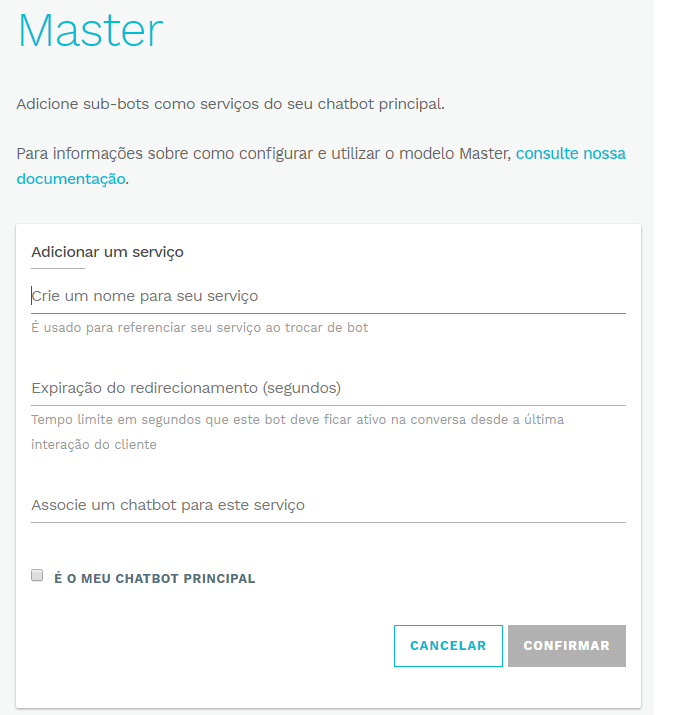 Master
Adicione sub-bots como serviços do seu chatbot principal.
Para informações sobre como configurar e utilizar o modelo Master, consulte nossa
documentação.
Adicionar um serviço
Crie um nome para seu serviço
É usado para referenciar seu serviço ao trocar de bot
Expiração do redirecionamento (segundos)
Tempo limite em segundos que este bot deve ficar ativo na conversa desde a última
interação do cliente
Associe um chatbot para este serviço
É O MEU CHATBOT PRINCIPAL
CANCELAR CONFIRMAR